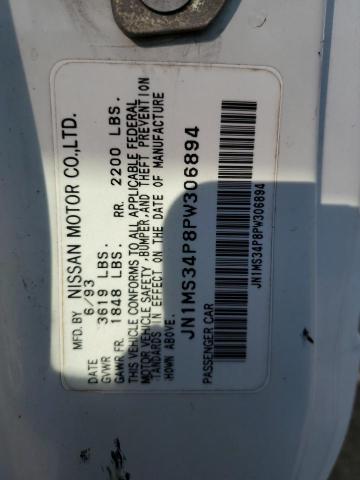 MFD. BY NISSAN MOTOR CO., LTD.
DATE 6/93
GVWR 3619 LBS.
GAWR FR. 1848 LBS. RR. 2200 LBS.
THIS VEHICLE CONFORMS TO ALL APPLICABLE FEDERAL
MOTOR VEHICLE SAFETY, BUMPER, AND THEFT PREVENTION
TANDARDS IN EFFECT ON THE DATE OF MANUFACTURE
HOWN ABOVE.
JN1MS34P8PW306894
PASSENGER CAR
JN1MS34P8PW306894